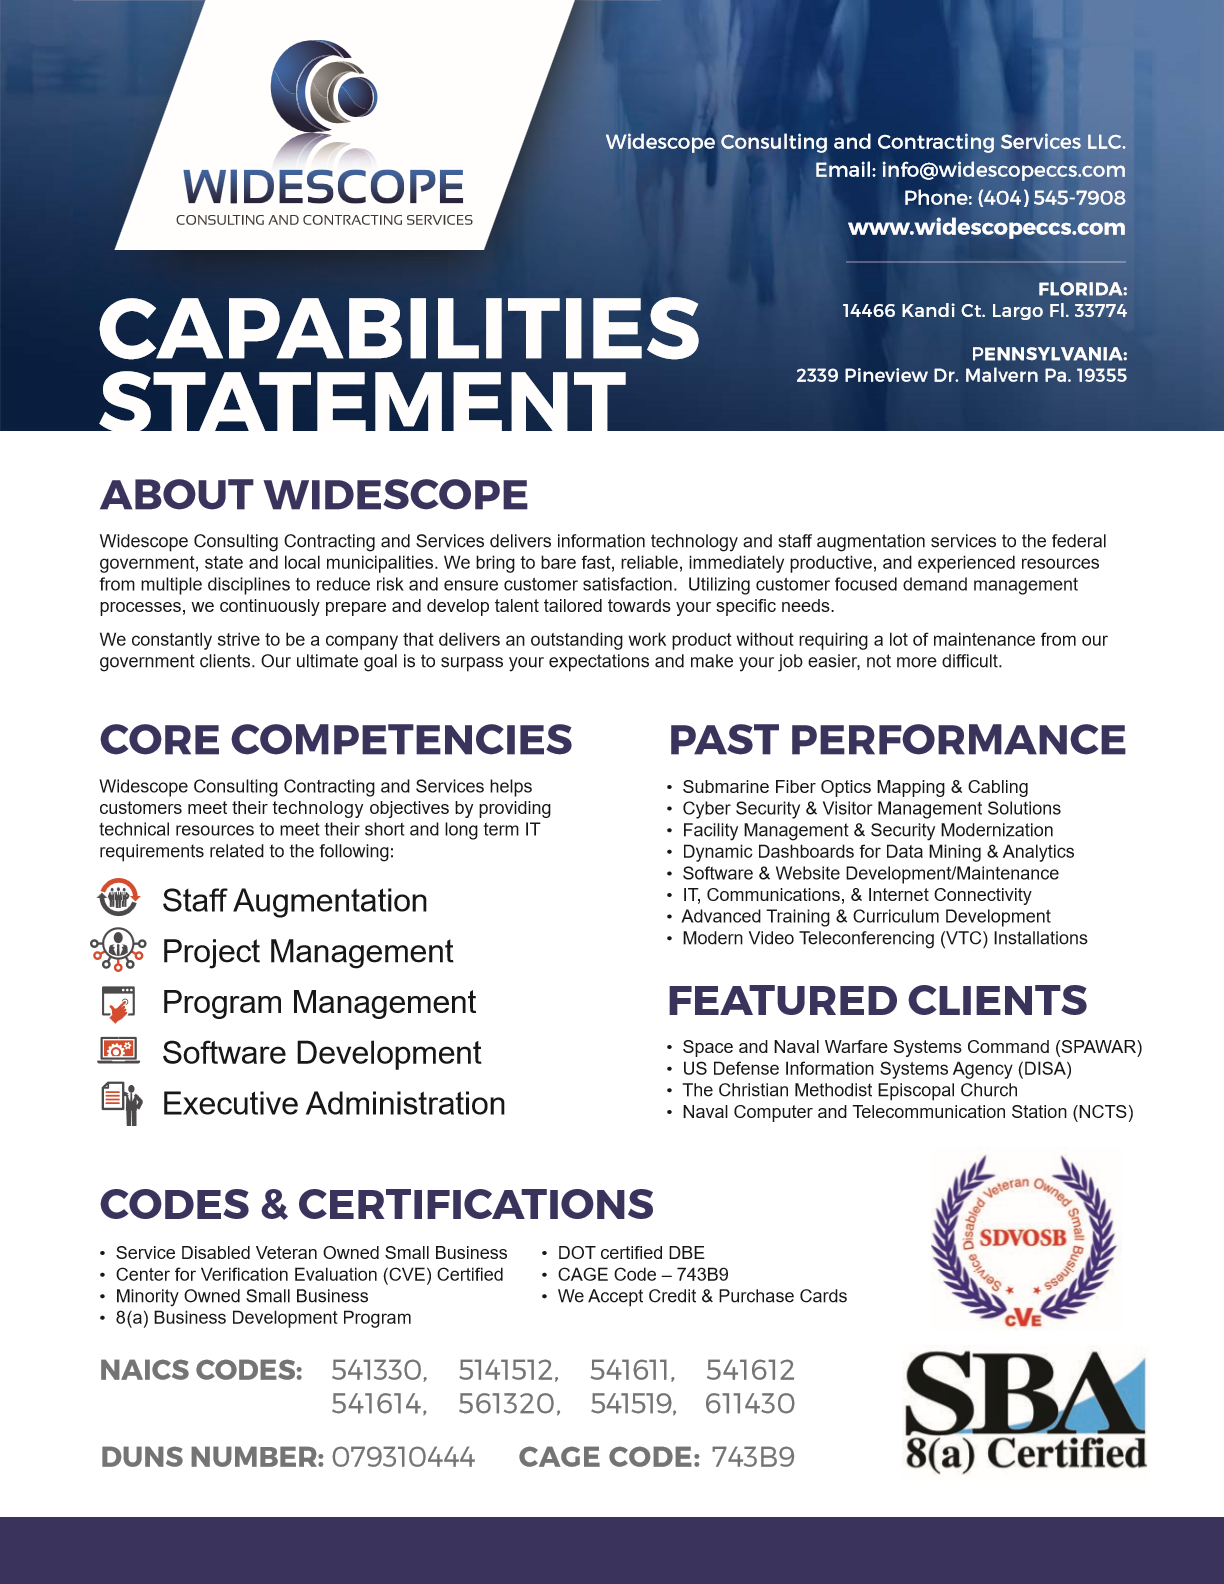 WIDESCOPE
CONSULTING AND CONTRACTING SERVICES
Widescope Consulting and Contracting Services LLC.
Email: info@widescopeccs.com
Phone: (404) 545-7908
www.widescopeccs.com
FLORIDA:
14466 Kandi Ct. Largo Fl. 33774
PENNSYLVANIA:
2339 Pineview Dr. Malvern Pa. 19355
CAPABILITIES
STATEMENT
ABOUT WIDESCOPE
Widescope Consulting Contracting and Services delivers information technology and staff augmentation services to the federal
government, state and local municipalities. We bring to bare fast, reliable, immediately productive, and experienced resources
from multiple disciplines to reduce risk and ensure customer satisfaction.  Utilizing customer focused demand management
processes, we continuously prepare and develop talent tailored towards your specific needs.
We constantly strive to be a company that delivers an outstanding work product without requiring a lot of maintenance from our
government clients. Our ultimate goal is to surpass your expectations and make your job easier, not more difficult.
CORE COMPETENCIES
Widescope Consulting Contracting and Services helps
customers meet their technology objectives by providing
technical resources to meet their short and long term IT
requirements related to the following:
Staff Augmentation
Project Management
Program Management
Software Development
Executive Administration
PAST PERFORMANCE
• Submarine Fiber Optics Mapping & Cabling
• Cyber Security & Visitor Management Solutions
• Facility Management & Security Modernization
• Dynamic Dashboards for Data Mining & Analytics
• Software & Website Development/Maintenance
• IT, Communications, & Internet Connectivity
• Advanced Training & Curriculum Development
• Modern Video Teleconferencing (VTC) Installations
FEATURED CLIENTS
• Space and Naval Warfare Systems Command (SPAWAR)
• US Defense Information Systems Agency (DISA)
• The Christian Methodist Episcopal Church
• Naval Computer and Telecommunication Station (NCTS)
CODES & CERTIFICATIONS
• Service Disabled Veteran Owned Small Business
• Center for Verification Evaluation (CVE) Certified
• Minority Owned Small Business
• 8(a) Business Development Program
• DOT certified DBE
• CAGE Code – 743B9
• We Accept Credit & Purchase Cards
NAICS CODES: 541330, 5141512, 541611, 541612
541614, 561320, 541519, 611430
DUNS NUMBER: 079310444 CAGE CODE: 743B9
Service Disabled Veteran Owned Small Business
SDVOSB
CVE
SBA
8(a) Certified